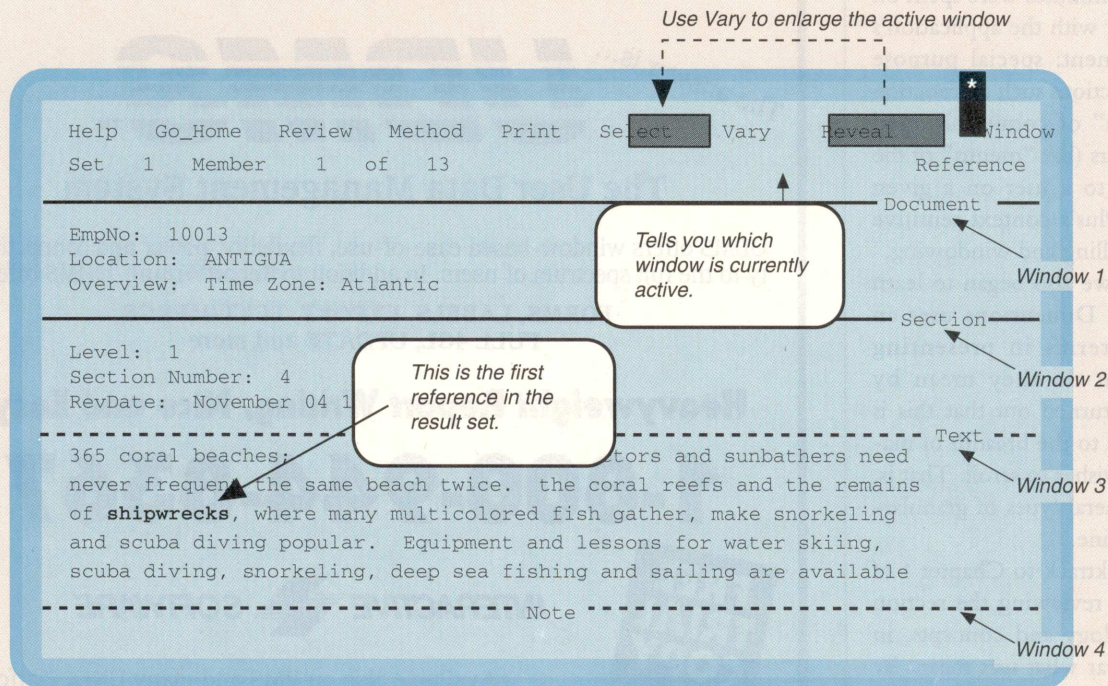 Use Vary to enlarge the active window
*
Help Go_Home Review Method Print Select Vary Reveal Window
Set 1 Member 1 of 13 Reference
Document
EmpNo: 10013
Location: ANTIGUA
Overview: Time Zone: Atlantic
Tells you which
window is currently
active.
Window 1
Section
Level: 1
Section Number: 4
RevDate: November 04 1
This is the first
reference in the
result set.
Window 2
Text
365 coral beaches; ctors and sunbathers need
never frequent the same beach twice. the coral reefs and the remains
of shipwrecks, where many multicolored fish gather, make snorkeling
and scuba diving popular. Equipment and lessons for water skiing,
scuba diving, snorkeling, deep sea fishing and sailing are available
Window 3
Note
Window 4